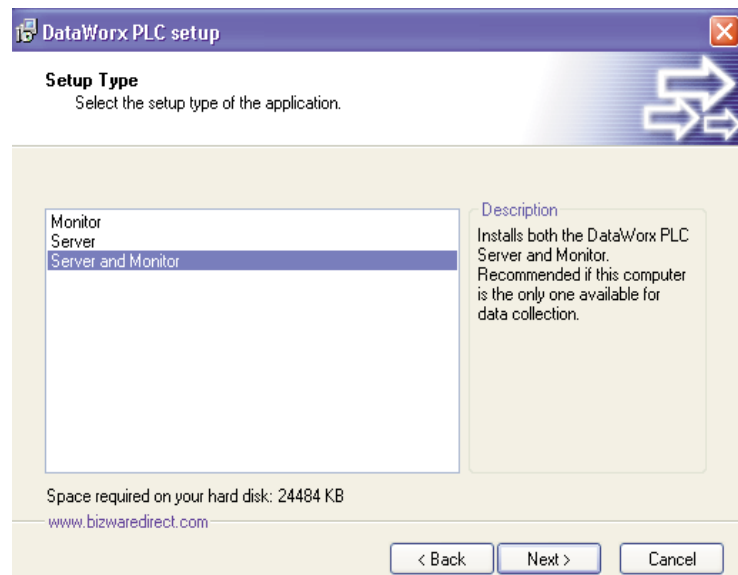 DataWorx PLC setup
Setup Type
Select the setup type of the application.
Monitor
Server
Server and Monitor
Description
Installs both the DataWorx PLC
Server and Monitor.
Recommended if this computer
is the only one available for
data collection.
Space required on your hard disk: 24484 KB
www.bizwaredirect.com
< Back
Next >
Cancel